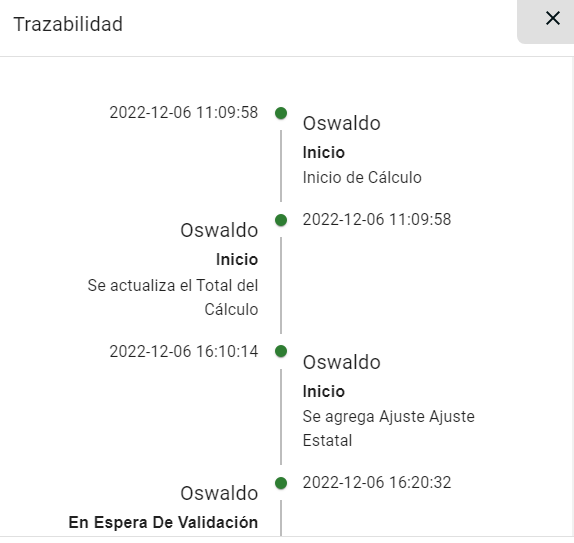 Trazabilidad
2022-12-06 11:09:58
Oswaldo
Inicio
Inicio de Cálculo
2022-12-06 11:09:58
Oswaldo
Inicio
Se actualiza el Total del
Cálculo
2022-12-06 16:10:14
Oswaldo
Inicio
Se agrega Ajuste Ajuste
Estatal
2022-12-06 16:20:32
Oswaldo
En Espera De Validación